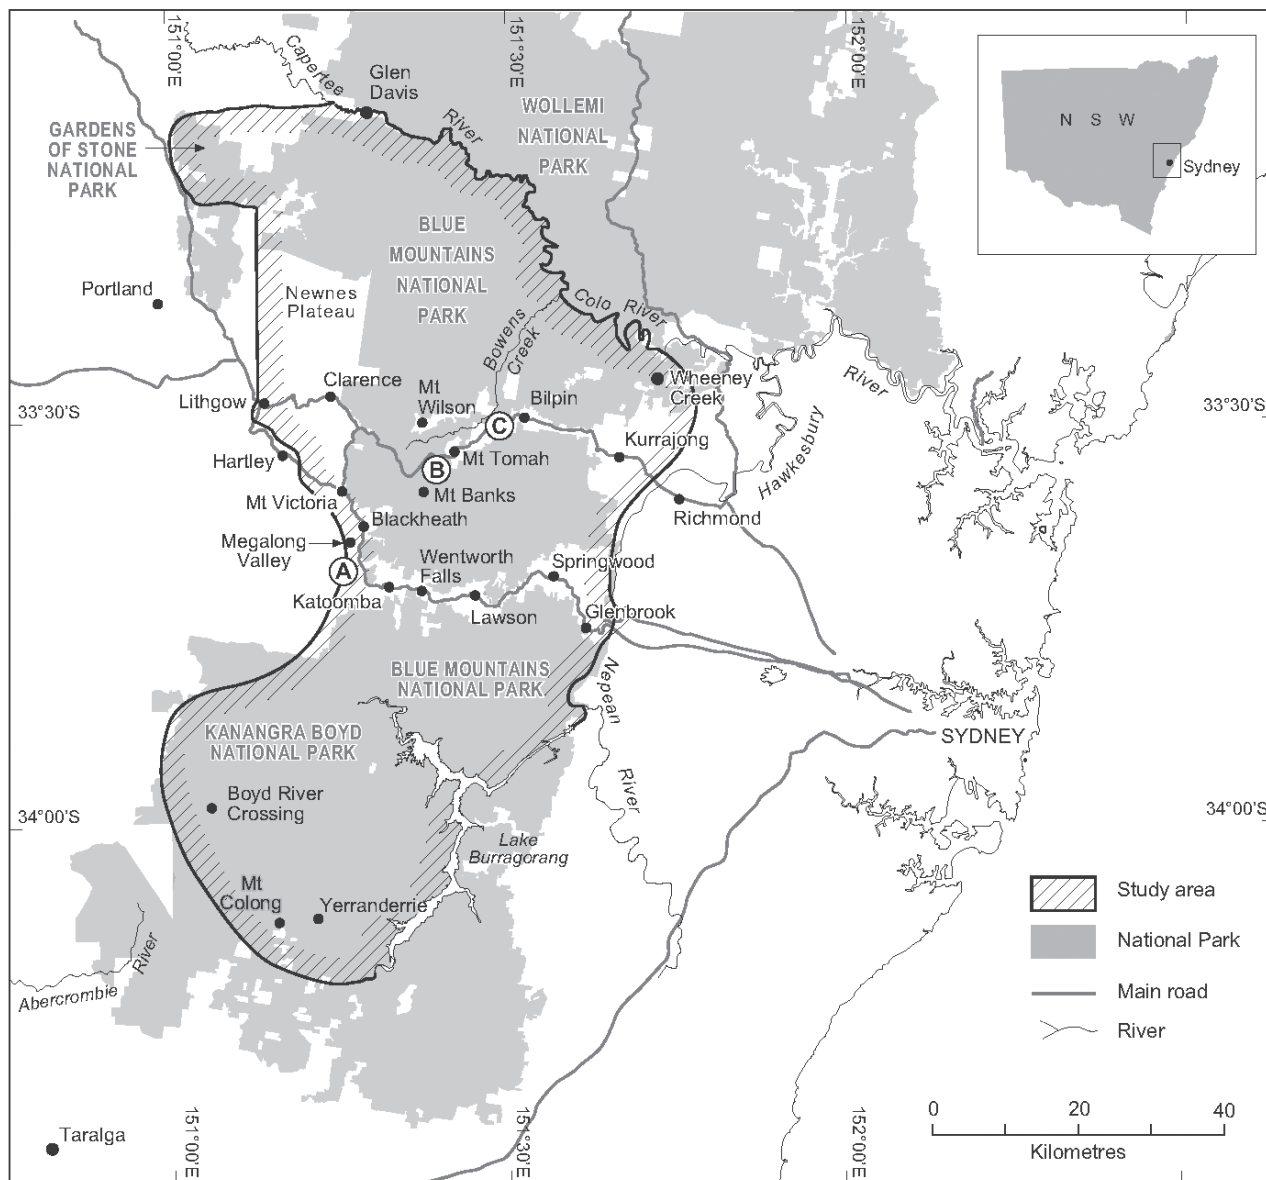 151°00'E
151°30'E
152°00'E
Capertee
River
Glen
Davis
WOLLEMI
NATIONAL
PARK
GARDENS
OF STONE
NATIONAL
PARK
N S W
Sydney
BLUE
MOUNTAINS
NATIONAL
PARK
Portland
Newnes
Plateau
Colo River
Bowens
Creek
Clarence
Mt
Wilson
Bilpin
Wheeney
Creek
River
Lithgow
33°30'S
33°30'S
C
Kurrajong
Hawkesbury
Hartley
B
Mt Tomah
Mt Victoria
Mt Banks
Richmond
Blackheath
Megalong
Valley
A
Wentworth
Falls
Springwood
Katoomba
Lawson
Glenbrook
BLUE MOUNTAINS
NATIONAL PARK
Nepean
River
KANANGRA BOYD
NATIONAL PARK
SYDNEY
Boyd River
Crossing
34°00'S
34°00'S
Lake
Burragorang
Mt
Colong
Yerranderrie
Abercrombie
River
Study area
National Park
Main road
River
Taralga
151°00'E
151°30'E
152°00'E
0 20 40
Kilometres